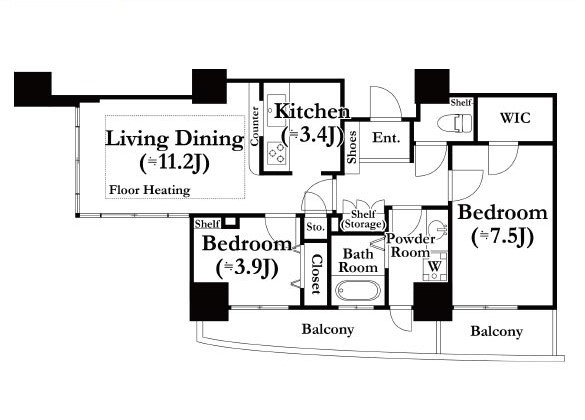 Kitchen
(≒3.4J)
Counter
Living Dining
(≒11.2J)
Floor Heating
Shoes
Ent.
Shelf
WIC
Bedroom
(≒7.5J)
Shelf
(Storage)
Shelf
Sto.
Bedroom
(≒3.9J)
Closet
Bath
Room
Powder
Room
W
Balcony
Balcony